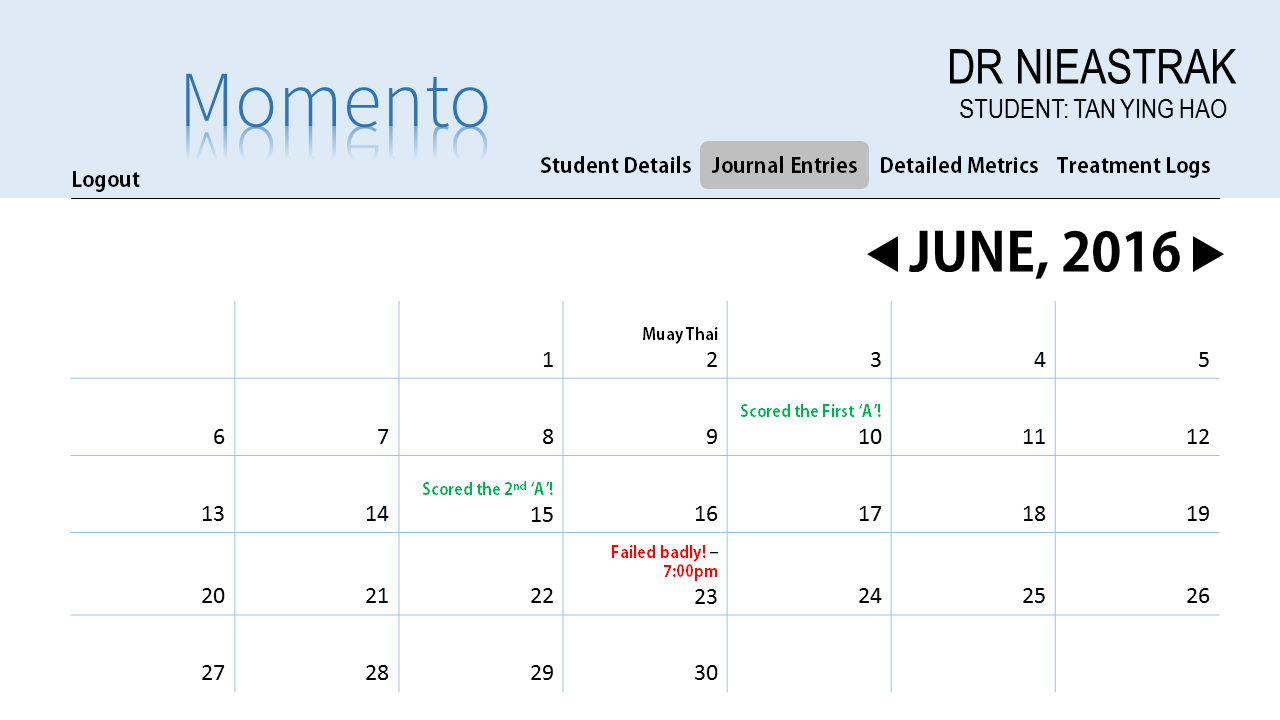 Momento
DR NIEASTRAK
STUDENT: TAN YING HAO
Logout
Student Details
Journal Entries
Detailed Metrics
Treatment Logs
◀ JUNE, 2016 ▶
Muay Thai
1
2
3
4
5
Scored the First ‘A’!
6
7
8
9
10
11
12
Scored the 2nd ‘A’!
13
14
15
16
17
18
19
Failed badly! –
7:00pm
20
21
22
23
24
25
26
27
28
29
30